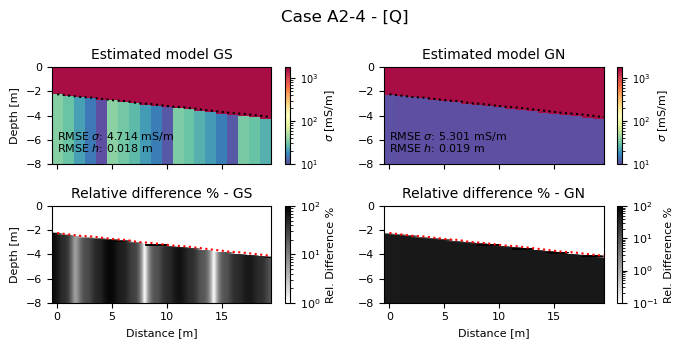 Case A2-4 - [Q]
Estimated model GS
Estimated model GN
0
−2
−4
−6
−8
Depth [m]
RMSE σ: 4.714 mS/m
RMSE h: 0.018 m
10³
10²
10¹
σ [mS/m]
0
−2
−4
−6
−8
RMSE σ: 5.301 mS/m
RMSE h: 0.019 m
10³
10²
10¹
σ [mS/m]
Relative difference % - GS
Relative difference % - GN
0
−2
−4
−6
−8
Depth [m]
0 5 10 15
Distance [m]
10²
10¹
10⁰
Rel. Difference %
0
−2
−4
−6
−8
0 5 10 15
Distance [m]
10²
10¹
10⁰
10⁻¹
Rel. Difference %